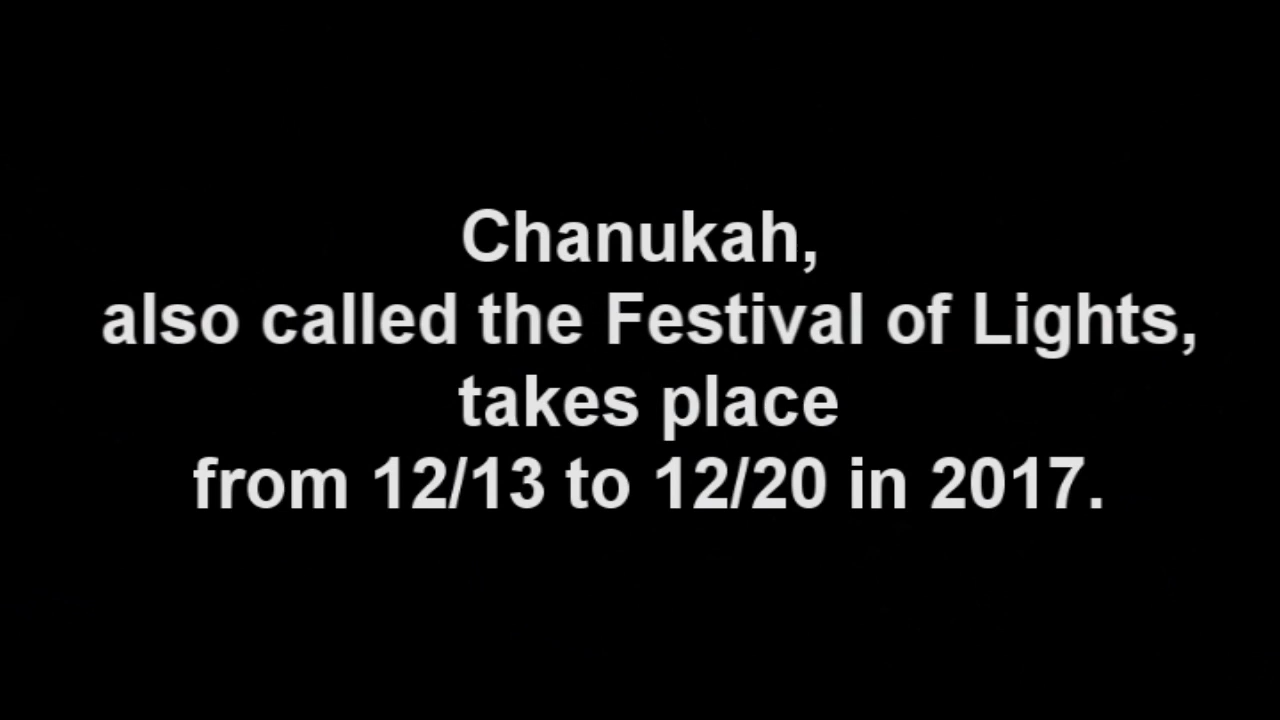 Chanukah,
also called the Festival of Lights,
takes place
from 12/13 to 12/20 in 2017.